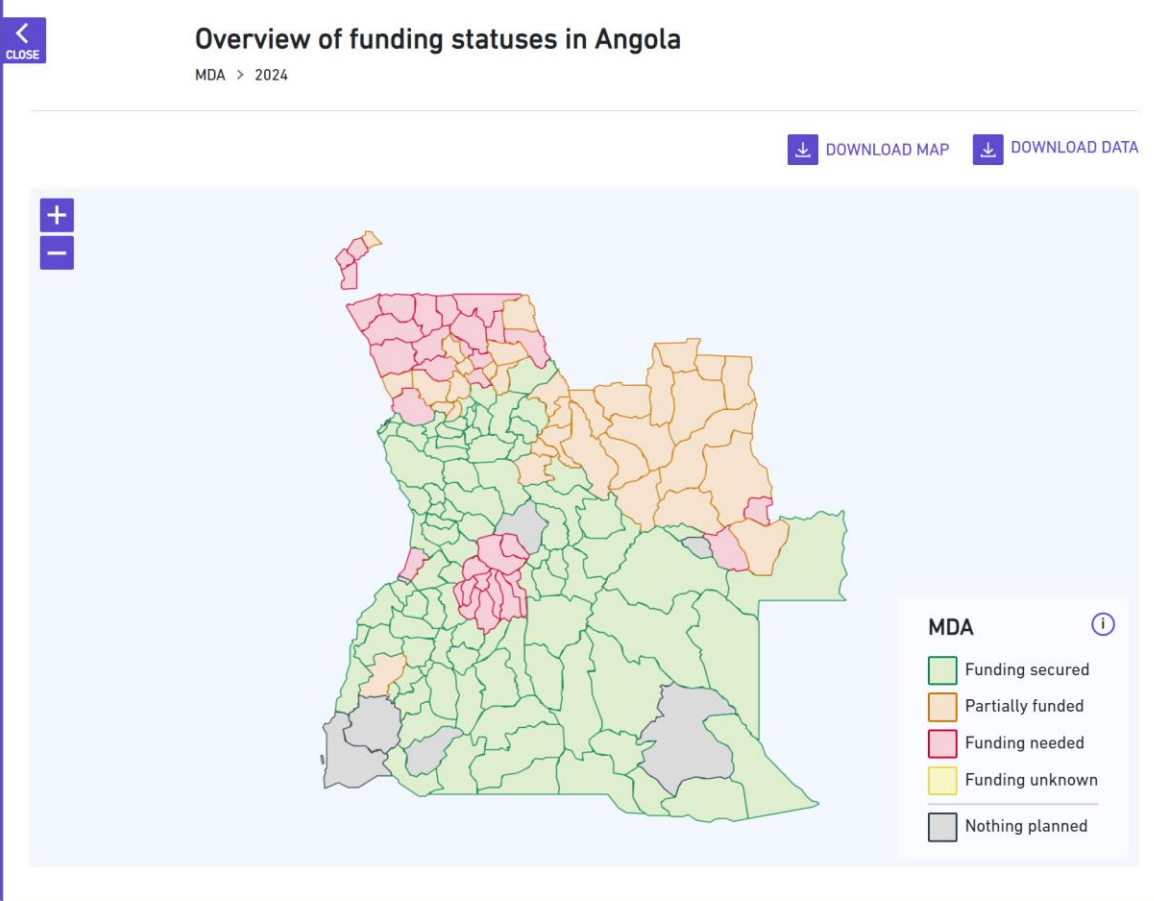 CLOSE
Overview of funding statuses in Angola
MDA > 2024
DOWNLOAD MAP
DOWNLOAD DATA
+
−
MDA
i
Funding secured
Partially funded
Funding needed
Funding unknown
Nothing planned